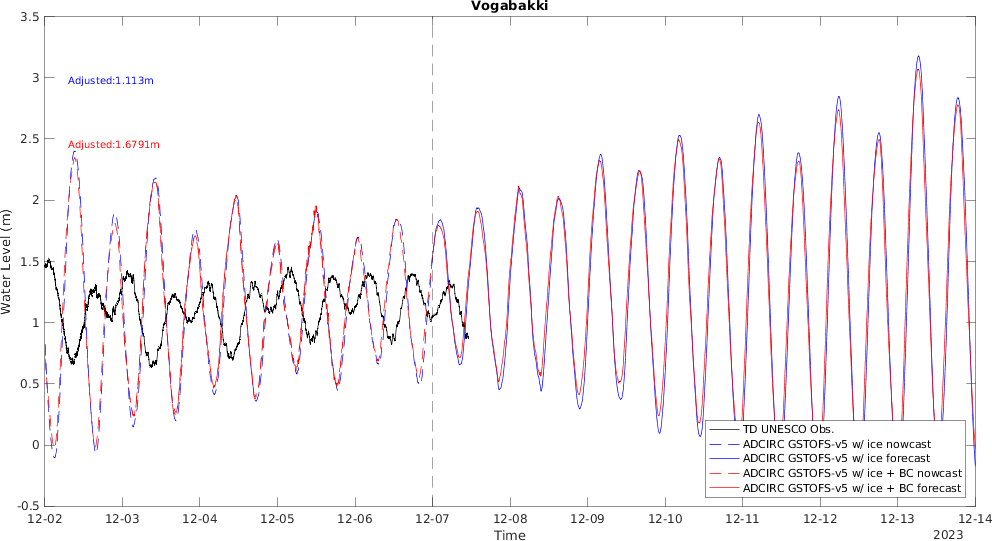 Vogabakki
3.5
3
2.5
2
1.5
1
0.5
0
-0.5
Water Level (m)
Adjusted:1.113m
Adjusted:1.6791m
TD UNESCO Obs.
ADCIRC GSTOFS-v5 w/ ice nowcast
ADCIRC GSTOFS-v5 w/ ice forecast
ADCIRC GSTOFS-v5 w/ ice + BC nowcast
ADCIRC GSTOFS-v5 w/ ice + BC forecast
12-02 12-03 12-04 12-05 12-06 12-07 12-08 12-09 12-10 12-11 12-12 12-13 12-14
Time
2023